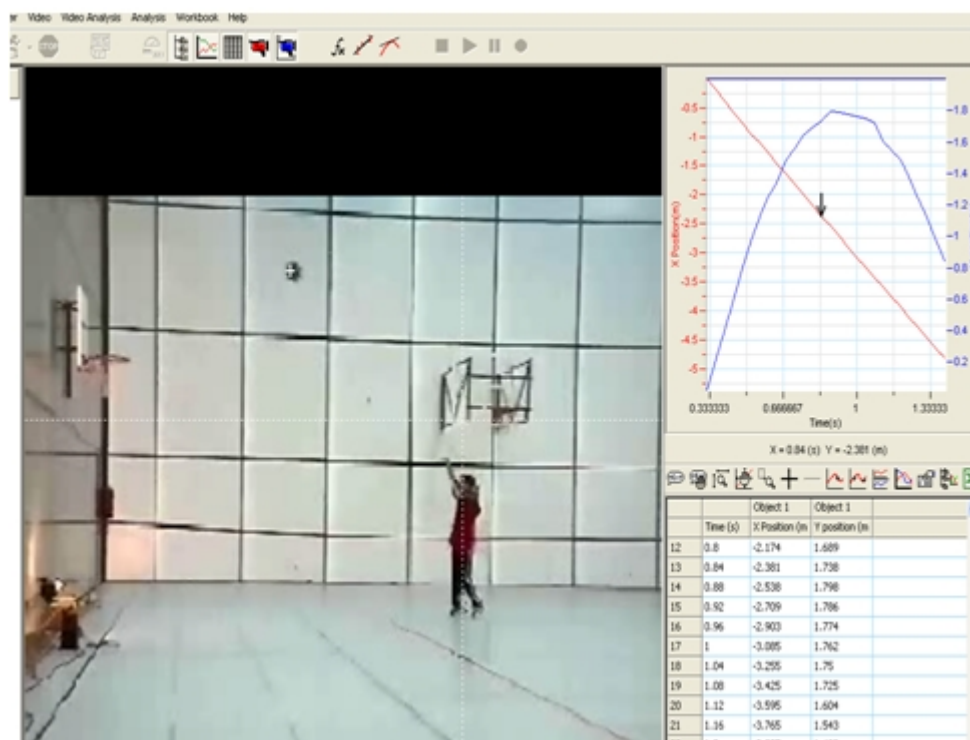 Video Video Analysis Analysis Workbook Help
-0.5
-1
-1.5
-2
-2.5
-3
-3.5
-4
-4.5
-5
X Position(m)
-1.8
-1.6
-1.4
-1.2
-1
-0.8
-0.6
-0.4
-0.2
0.333333 0.666667 1 1.33333
Time(s)
X = 0.84 (s) Y = -2.381 (m)
Object 1 Object 1
Time (s) X Position (m Y position (m
12 0.8 -2.174 1.689
13 0.84 -2.381 1.738
14 0.88 -2.538 1.798
15 0.92 -2.709 1.786
16 0.96 -2.903 1.774
17 1 -3.085 1.762
18 1.04 -3.255 1.75
19 1.08 -3.425 1.725
20 1.12 -3.595 1.604
21 1.16 -3.765 1.543